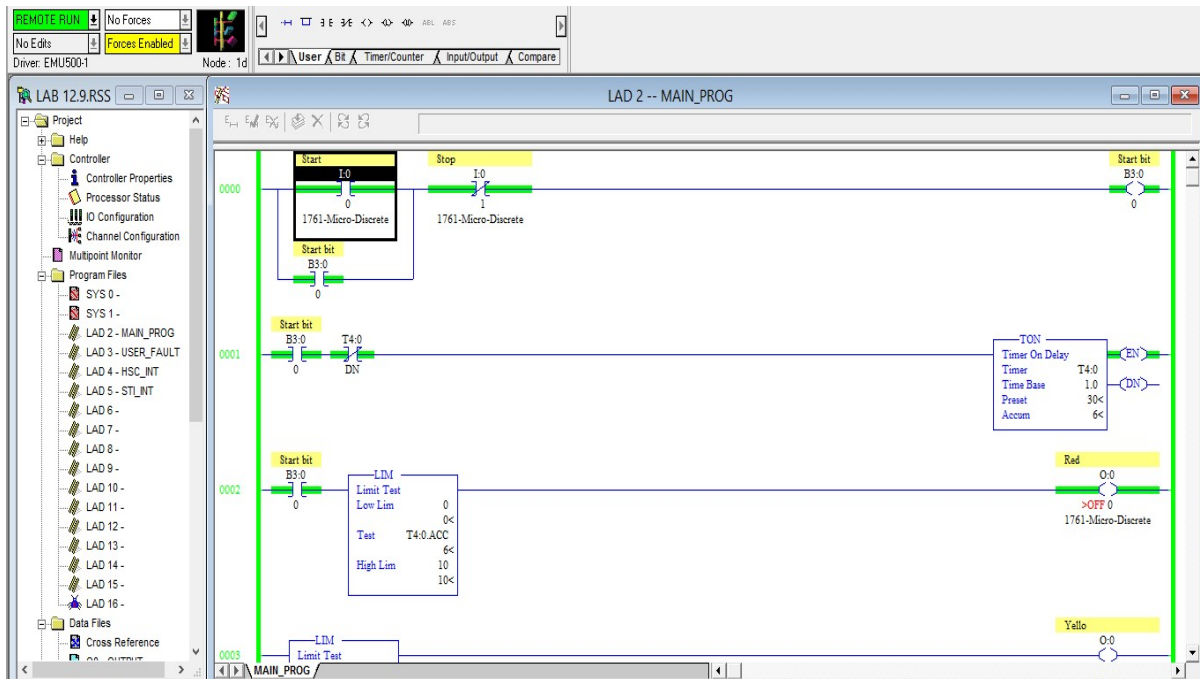 REMOTE RUN
No Forces
No Edits
Forces Enabled
Driver: EMU500-1
Node : 1d
ABL ABS
User
Bit
Timer/Counter
Input/Output
Compare
LAB 12.9.RSS
Project
Help
Controller
Controller Properties
Processor Status
IO Configuration
Channel Configuration
Multipoint Monitor
Program Files
SYS 0 -
SYS 1 -
LAD 2 - MAIN_PROG
LAD 3 - USER_FAULT
LAD 4 - HSC_INT
LAD 5 - STI_INT
LAD 6 -
LAD 7 -
LAD 8 -
LAD 9 -
LAD 10 -
LAD 11 -
LAD 12 -
LAD 13 -
LAD 14 -
LAD 15 -
LAD 16 -
Data Files
Cross Reference
LAD 2 -- MAIN_PROG
0000
Start
I:0
0
1761-Micro-Discrete
Stop
I:0
1
1761-Micro-Discrete
Start bit
B3:0
0
Start bit
B3:0
0
0001
Start bit
B3:0
0
T4:0
DN
TON
Timer On Delay
Timer T4:0
Time Base 1.0
Preset 30<
Accum 6<
EN
DN
0002
Start bit
B3:0
0
LIM
Limit Test
Low Lim 0
0<
Test T4:0.ACC
6<
High Lim 10
10<
Red
O:0
>OFF 0
1761-Micro-Discrete
0003
LIM
Limit Test
Yello
O:0
MAIN_PROG